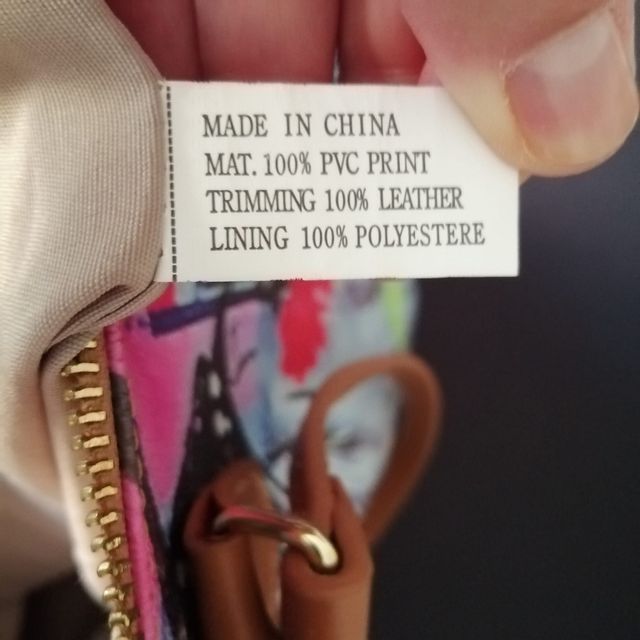 MADE IN CHINA
MAT. 100% PVC PRINT
TRIMMING 100% LEATHER
LINING 100% POLYESTERE